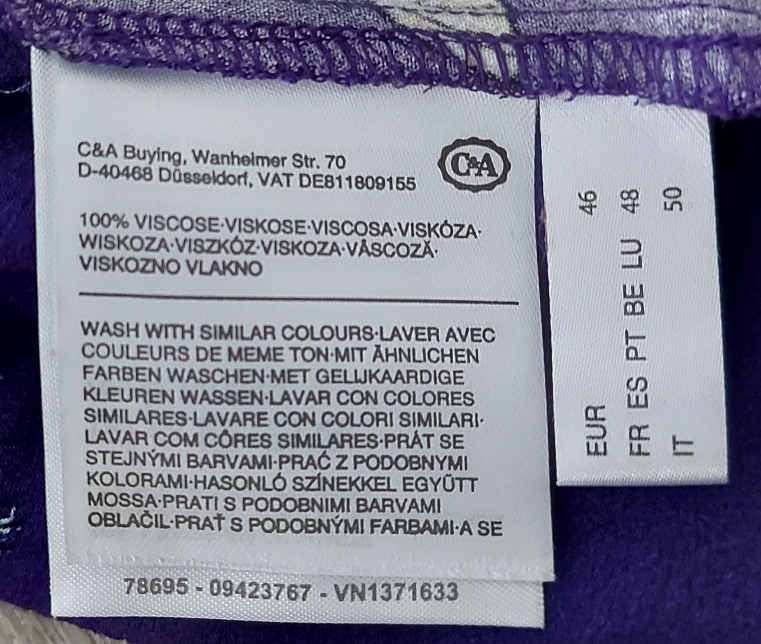 C&A Buying, Wanheimer Str. 70
D-40468 Düsseldorf, VAT DE811809155
C&A
100% VISCOSE·VISKOSE·VISCOSA·VISKÓZA·
WISKOZA·VISZKÓZ·VISKOZA·VÂSCOZĂ·
VISKOZNO VLAKNO
WASH WITH SIMILAR COLOURS·LAVER AVEC
COULEURS DE MEME TON·MIT ÄHNLICHEN
FARBEN WASCHEN·MET GELIJKAARDIGE
KLEUREN WASSEN·LAVAR CON COLORES
SIMILARES·LAVARE CON COLORI SIMILARI·
LAVAR COM CÔRES SIMILARES·PRÁT SE
STEJNÝMI BARVAMI·PRAĆ Z PODOBNYMI
KOLORAMI·HASONLÓ SZÍNEKKEL EGYÜTT
MOSSA·PRATI S PODOBNIMI BARVAMI
OBLAČIL·PRAŤ S PODOBNÝMI FARBAMI·A SE
78695 - 09423767 - VN1371633
EUR 46
FR ES PT BE LU 48
IT 50